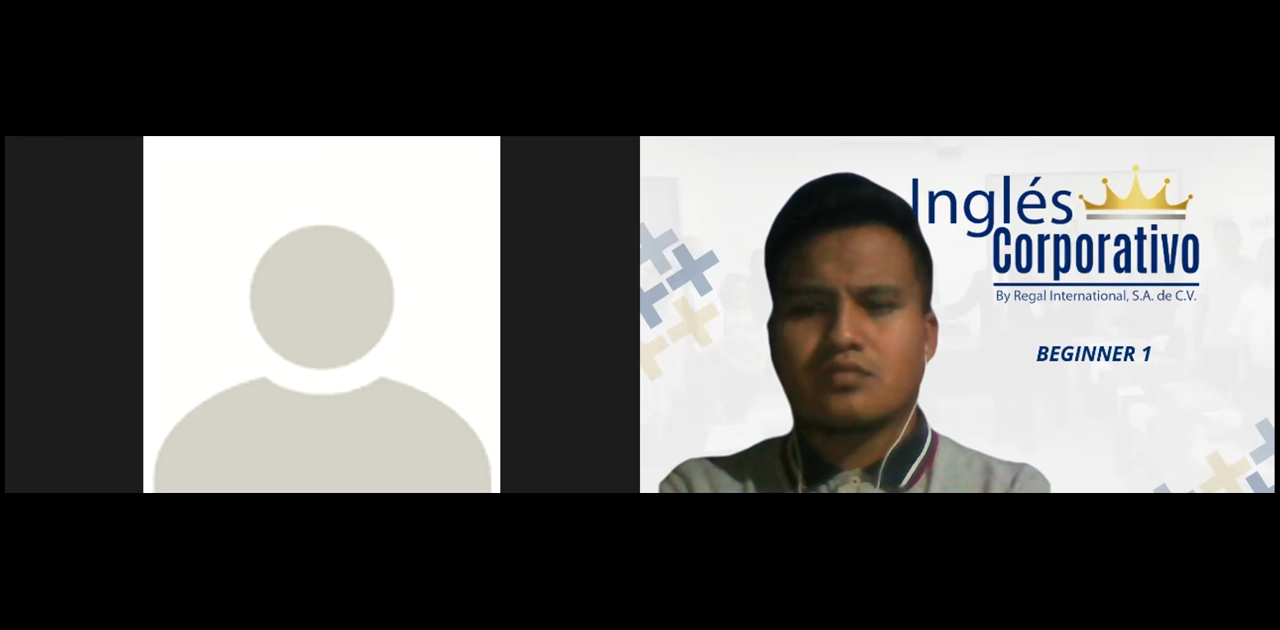 Inglés
Corporativo
By Regal International, S.A. de C.V.
BEGINNER 1